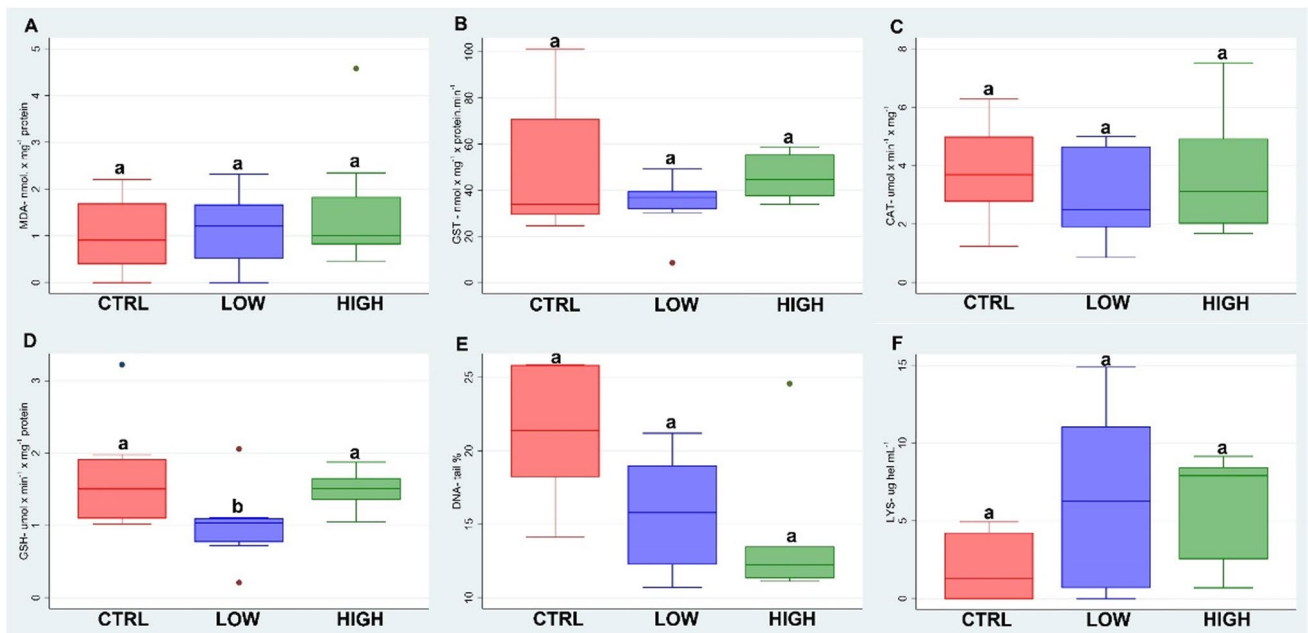 A
MDA- nmol. x mg⁻¹ protein
5
4
3
2
1
0
a
a
a
CTRL LOW HIGH
B
GST - nmol x mg⁻¹ x protein.min⁻¹
100
80
60
40
20
0
a
a
a
CTRL LOW HIGH
C
CAT- umol x min⁻¹ x mg⁻¹
8
6
4
2
0
a
a
a
CTRL LOW HIGH
D
GSH- umol x min⁻¹ x mg⁻¹ protein
3
2
1
0
a
b
a
CTRL LOW HIGH
E
DNA- tail %
25
20
15
10
a
a
a
CTRL LOW HIGH
F
LYS- ug hel mL⁻¹
15
10
5
0
a
a
a
CTRL LOW HIGH